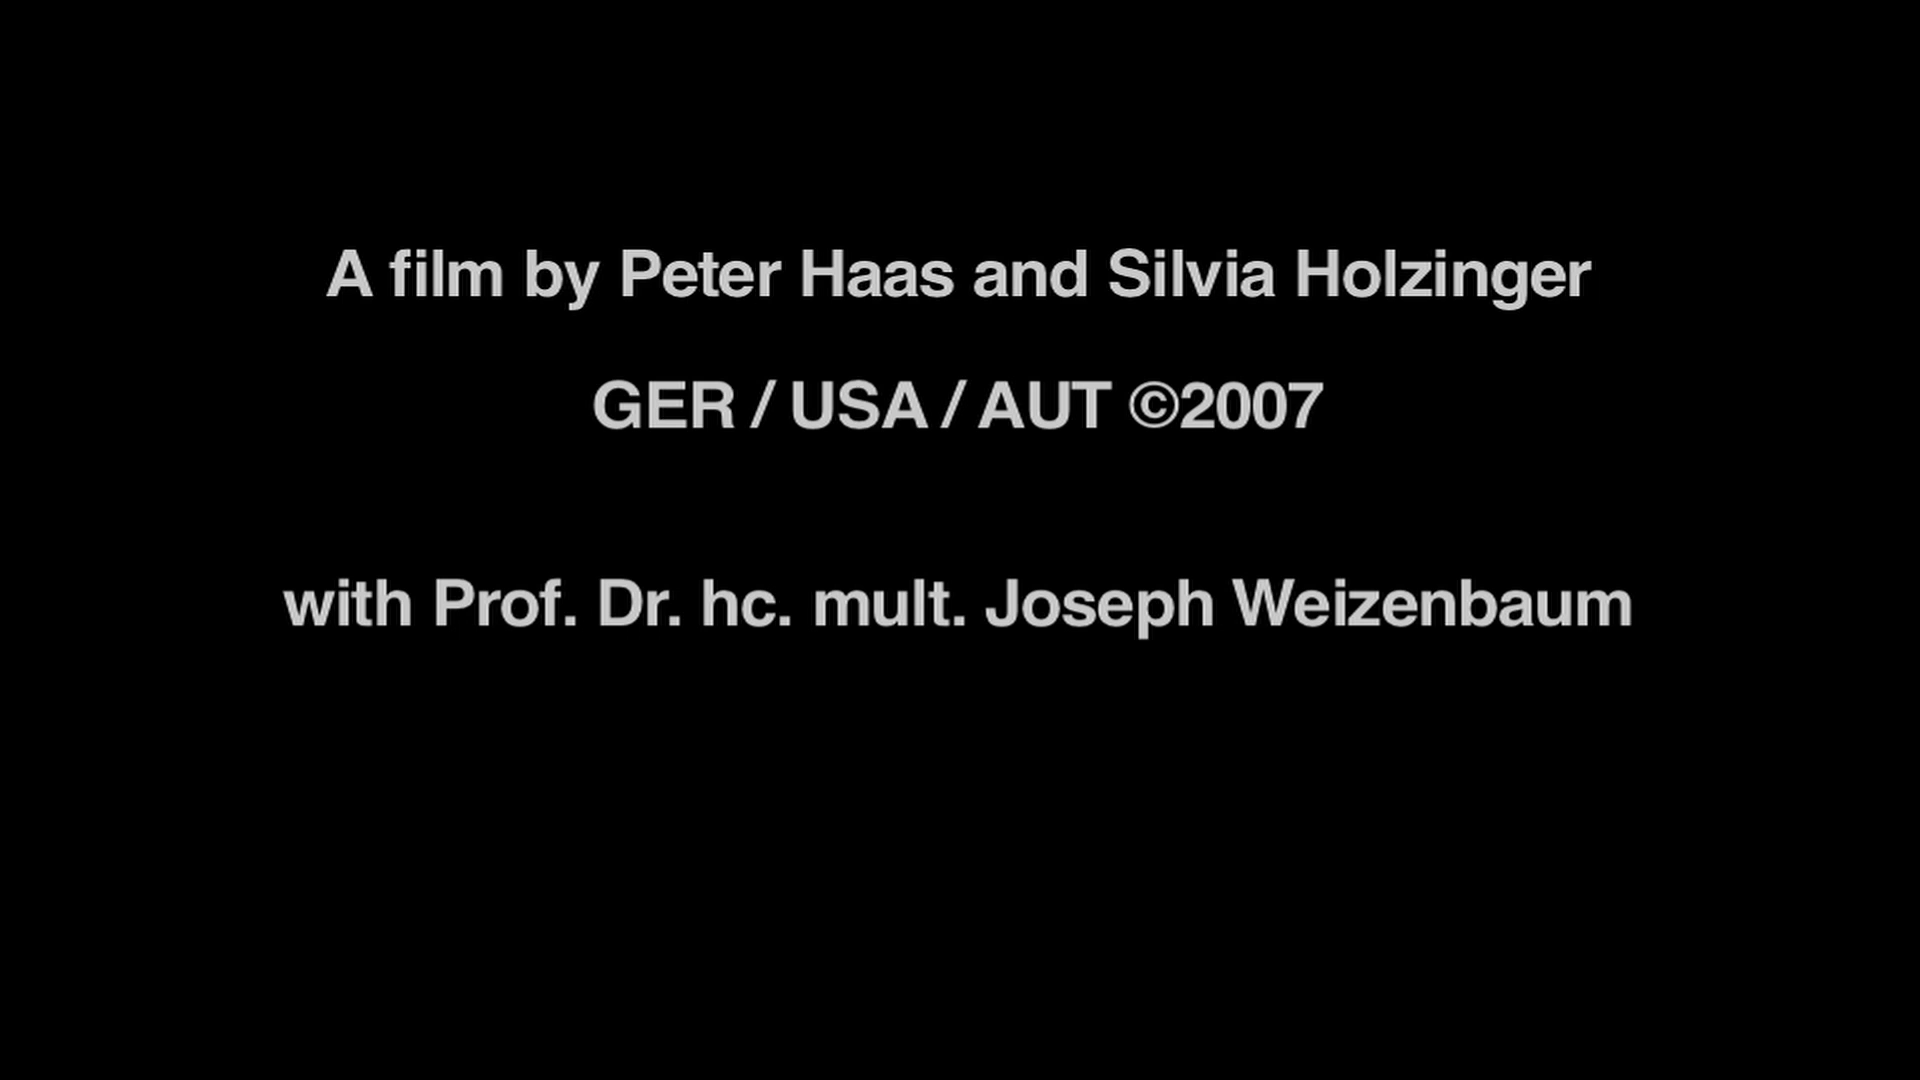 A film by Peter Haas and Silvia Holzinger
GER / USA / AUT ©2007
with Prof. Dr. hc. mult. Joseph Weizenbaum